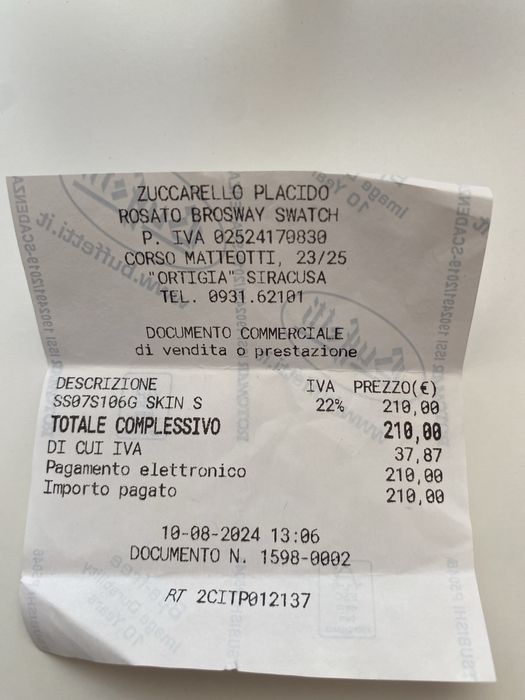 ZUCCARELLO PLACIDO
ROSATO BROSWAY SWATCH
P. IVA 02524170830
CORSO MATTEOTTI, 23/25
"ORTIGIA" SIRACUSA
TEL. 0931.62101
DOCUMENTO COMMERCIALE
di vendita o prestazione
DESCRIZIONE IVA PREZZO(€)
SS07S106G SKIN S 22% 210,00
TOTALE COMPLESSIVO 210,00
DI CUI IVA 37,87
Pagamento elettronico 210,00
Importo pagato 210,00
10-08-2024 13:06
DOCUMENTO N. 1598-0002
RT 2CITP012137